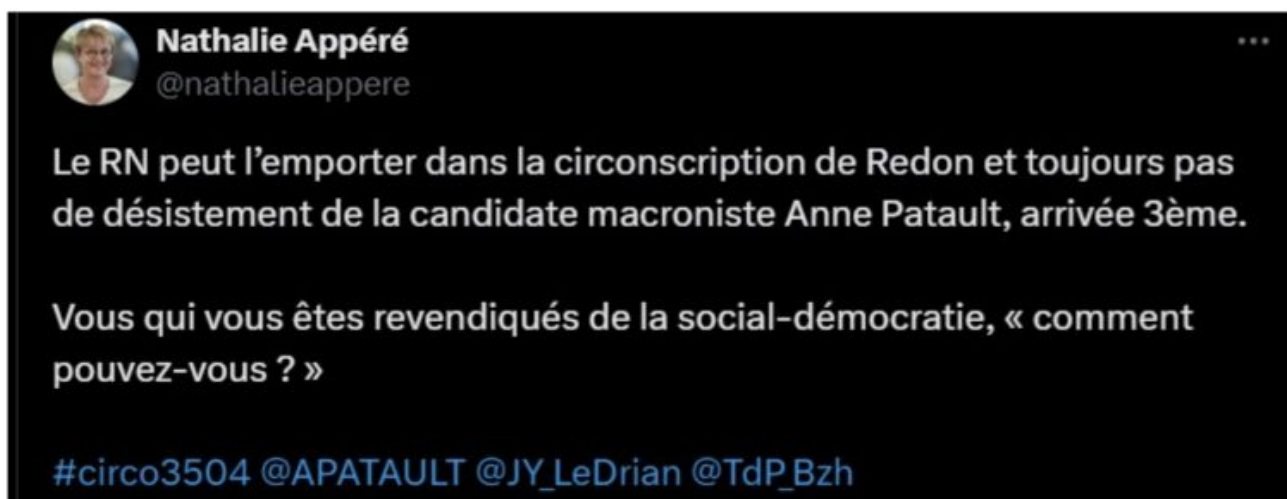 Nathalie Appéré
@nathalieappere
Le RN peut l’emporter dans la circonscription de Redon et toujours pas
de désistement de la candidate macroniste Anne Patault, arrivée 3ème.
Vous qui vous êtes revendiqués de la social-démocratie, « comment
pouvez-vous ? »
#circo3504 @APATAULT @JY_LeDrian @TdP_Bzh